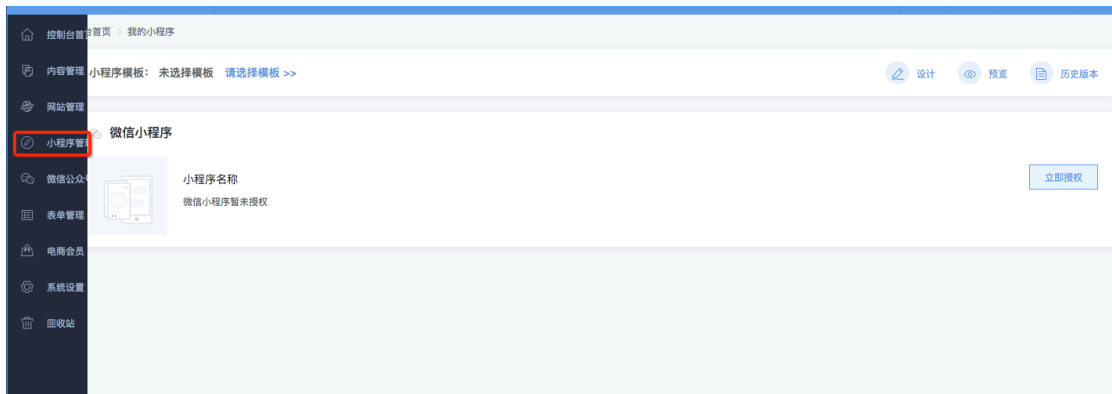 控制台首
台首页 > 我的小程序
内容管理
小程序模板： 未选择模板 请选择模板 >>
设计
预览
历史版本
网站管理
小程序管
微信小程序
微信公众
小程序名称
立即授权
微信小程序暂未授权
表单管理
电商会员
系统设置
回收站